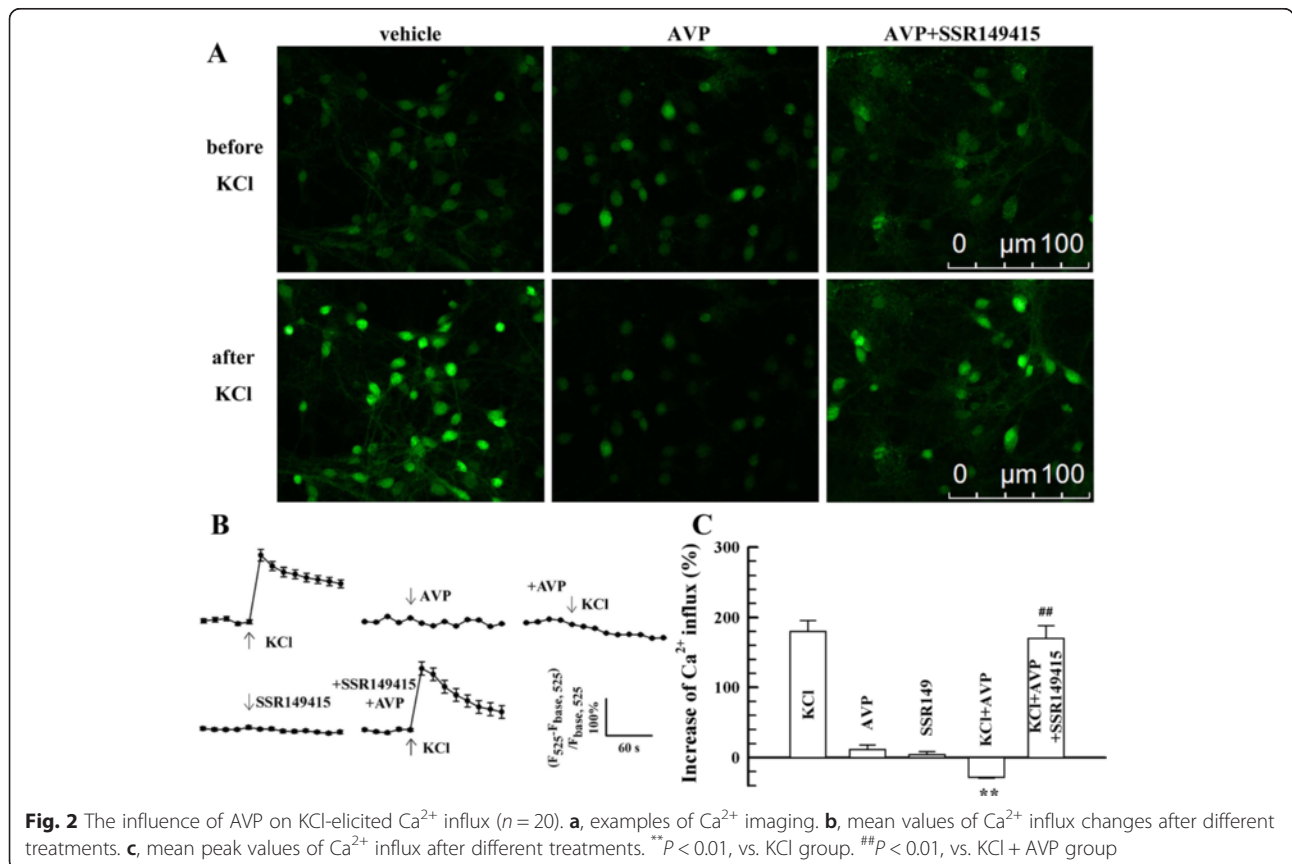 vehicle AVP AVP+SSR149415
A
before
KCl
0 µm 100
after
KCl
0 µm 100
B
KCl
↓ AVP
+AVP ↓ KCl
↓SSR149415
+SSR149415
+AVP
KCl
(F525-Fbase, 525)
/Fbase, 525
100%
60 s
C
Increase of Ca²⁺ influx (%)
300
200
100
0
KCl
AVP
SSR149
KCl+AVP
**
KCl+AVP
+SSR149415
##
Fig. 2 The influence of AVP on KCl-elicited Ca²⁺ influx (n = 20). a, examples of Ca²⁺ imaging. b, mean values of Ca²⁺ influx changes after different
treatments. c, mean peak values of Ca²⁺ influx after different treatments. **P < 0.01, vs. KCl group. ##P < 0.01, vs. KCl + AVP group